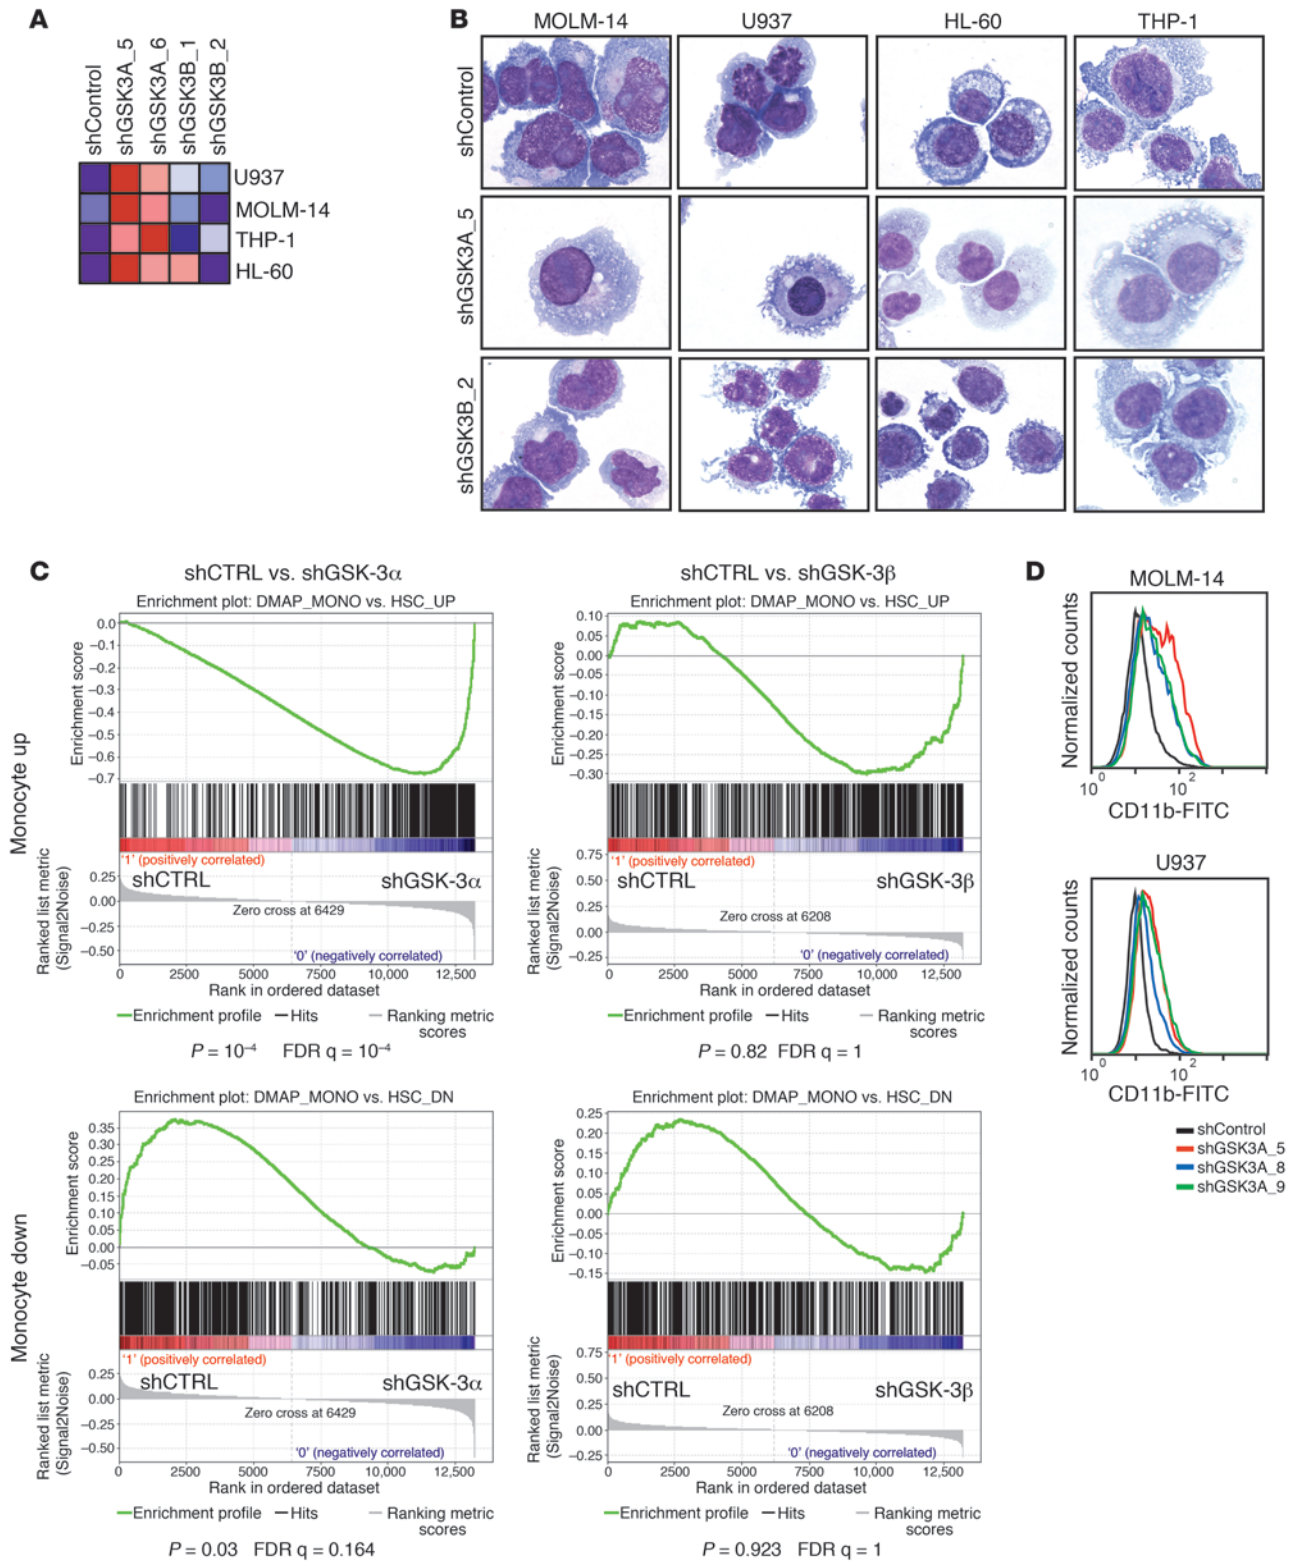 A
shControl
shGSK3A_5
shGSK3A_6
shGSK3B_1
shGSK3B_2
U937
MOLM-14
THP-1
HL-60
B
MOLM-14
U937
HL-60
THP-1
shControl
shGSK3A_5
shGSK3B_2
C
Monocyte up
shCTRL vs. shGSK-3α
Enrichment plot: DMAP_MONO vs. HSC_UP
Enrichment score
0.0
–0.1
–0.2
–0.3
–0.4
–0.5
–0.6
–0.7
'1' (positively correlated)
shCTRL
shGSK-3α
Zero cross at 6429
'0' (negatively correlated)
Ranked list metric
(Signal2Noise)
0.25
0.00
–0.25
–0.50
0 2500 5000 7500 10,000 12,500
Rank in ordered dataset
Enrichment profile Hits Ranking metric scores
P = 10–4 FDR q = 10–4
shCTRL vs. shGSK-3β
Enrichment plot: DMAP_MONO vs. HSC_UP
Enrichment score
0.10
0.05
0.00
–0.05
–0.10
–0.15
–0.20
–0.25
–0.30
'1' (positively correlated)
shCTRL
shGSK-3β
Zero cross at 6208
'0' (negatively correlated)
Ranked list metric
(Signal2Noise)
0.75
0.50
0.25
0.00
–0.25
0 2500 5000 7500 10,000 12,500
Rank in ordered dataset
Enrichment profile Hits Ranking metric scores
P = 0.82 FDR q = 1
Monocyte down
Enrichment plot: DMAP_MONO vs. HSC_DN
Enrichment score
0.35
0.30
0.25
0.20
0.15
0.10
0.05
0.00
–0.05
'1' (positively correlated)
shCTRL
shGSK-3α
Zero cross at 6429
'0' (negatively correlated)
Ranked list metric
(Signal2Noise)
0.25
0.00
–0.25
–0.50
0 2500 5000 7500 10,000 12,500
Rank in ordered dataset
Enrichment profile Hits Ranking metric scores
P = 0.03 FDR q = 0.164
Enrichment plot: DMAP_MONO vs. HSC_DN
Enrichment score
0.25
0.20
0.15
0.10
0.05
0.00
–0.05
–0.10
–0.15
'1' (positively correlated)
shCTRL
shGSK-3β
Zero cross at 6208
'0' (negatively correlated)
Ranked list metric
(Signal2Noise)
0.75
0.50
0.25
0.00
–0.25
0 2500 5000 7500 10,000 12,500
Rank in ordered dataset
Enrichment profile Hits Ranking metric scores
P = 0.923 FDR q = 1
D
MOLM-14
Normalized counts
10 0 10 2
CD11b-FITC
U937
Normalized counts
10 0 10 2
CD11b-FITC
shControl
shGSK3A_5
shGSK3A_8
shGSK3A_9